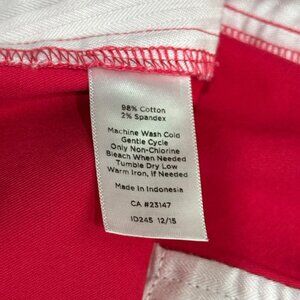 98% Cotton
2% Spandex
Machine Wash Cold
Gentle Cycle
Only Non-Chlorine
Bleach When Needed
Tumble Dry Low
Warm Iron, if Needed
Made In Indonesia
CA #23147
ID245 12/15